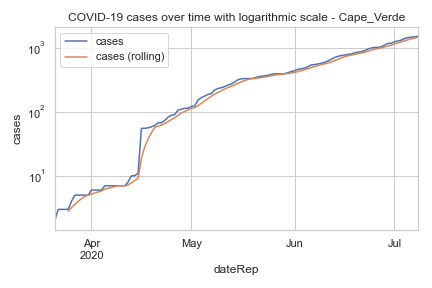 COVID-19 cases over time with logarithmic scale - Cape_Verde
cases
cases (rolling)
10³
10²
10¹
cases
Apr
2020
May
Jun
Jul
dateRep